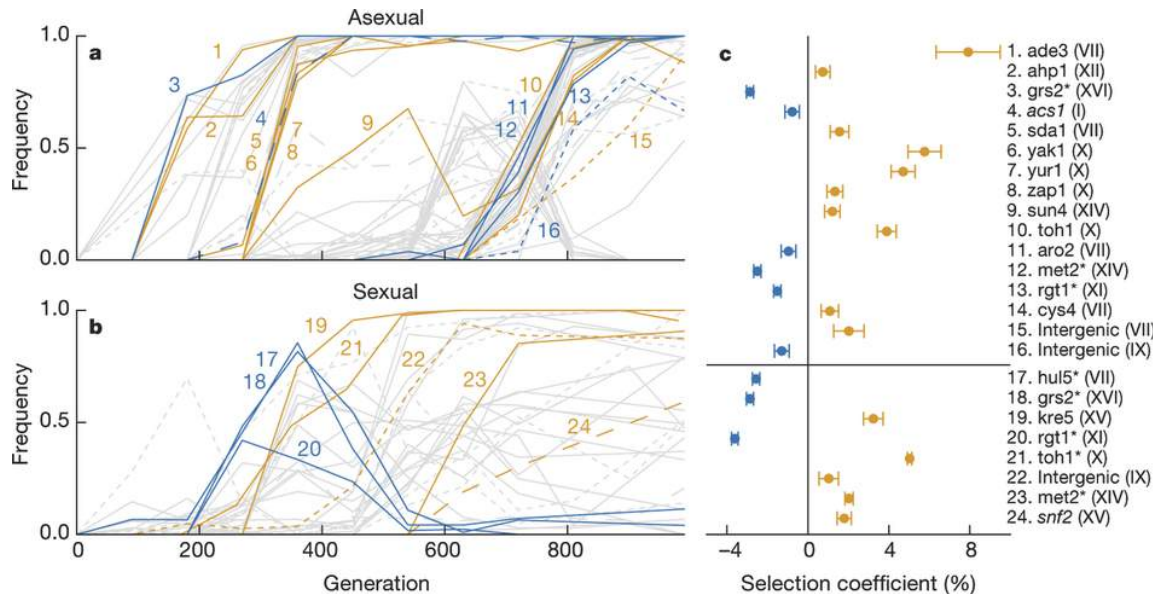 Asexual
a
Frequency
1.0
0.5
0.0
1
2
3
4
5
6
7
8
9
10
11
12
13
14
15
16
Sexual
b
Frequency
1.0
0.5
0.0
17
18
19
20
21
22
23
24
0
200
400
600
800
Generation
c
1. ade3 (VII)
2. ahp1 (XII)
3. grs2* (XVI)
4. acs1 (I)
5. sda1 (VII)
6. yak1 (X)
7. yur1 (X)
8. zap1 (X)
9. sun4 (XIV)
10. toh1 (X)
11. aro2 (VII)
12. met2* (XIV)
13. rgt1* (XI)
14. cys4 (VII)
15. Intergenic (VII)
16. Intergenic (IX)
17. hul5* (VII)
18. grs2* (XVI)
19. kre5 (XV)
20. rgt1* (XI)
21. toh1* (X)
22. Intergenic (IX)
23. met2* (XIV)
24. snf2 (XV)
−4
0
4
8
Selection coefficient (%)